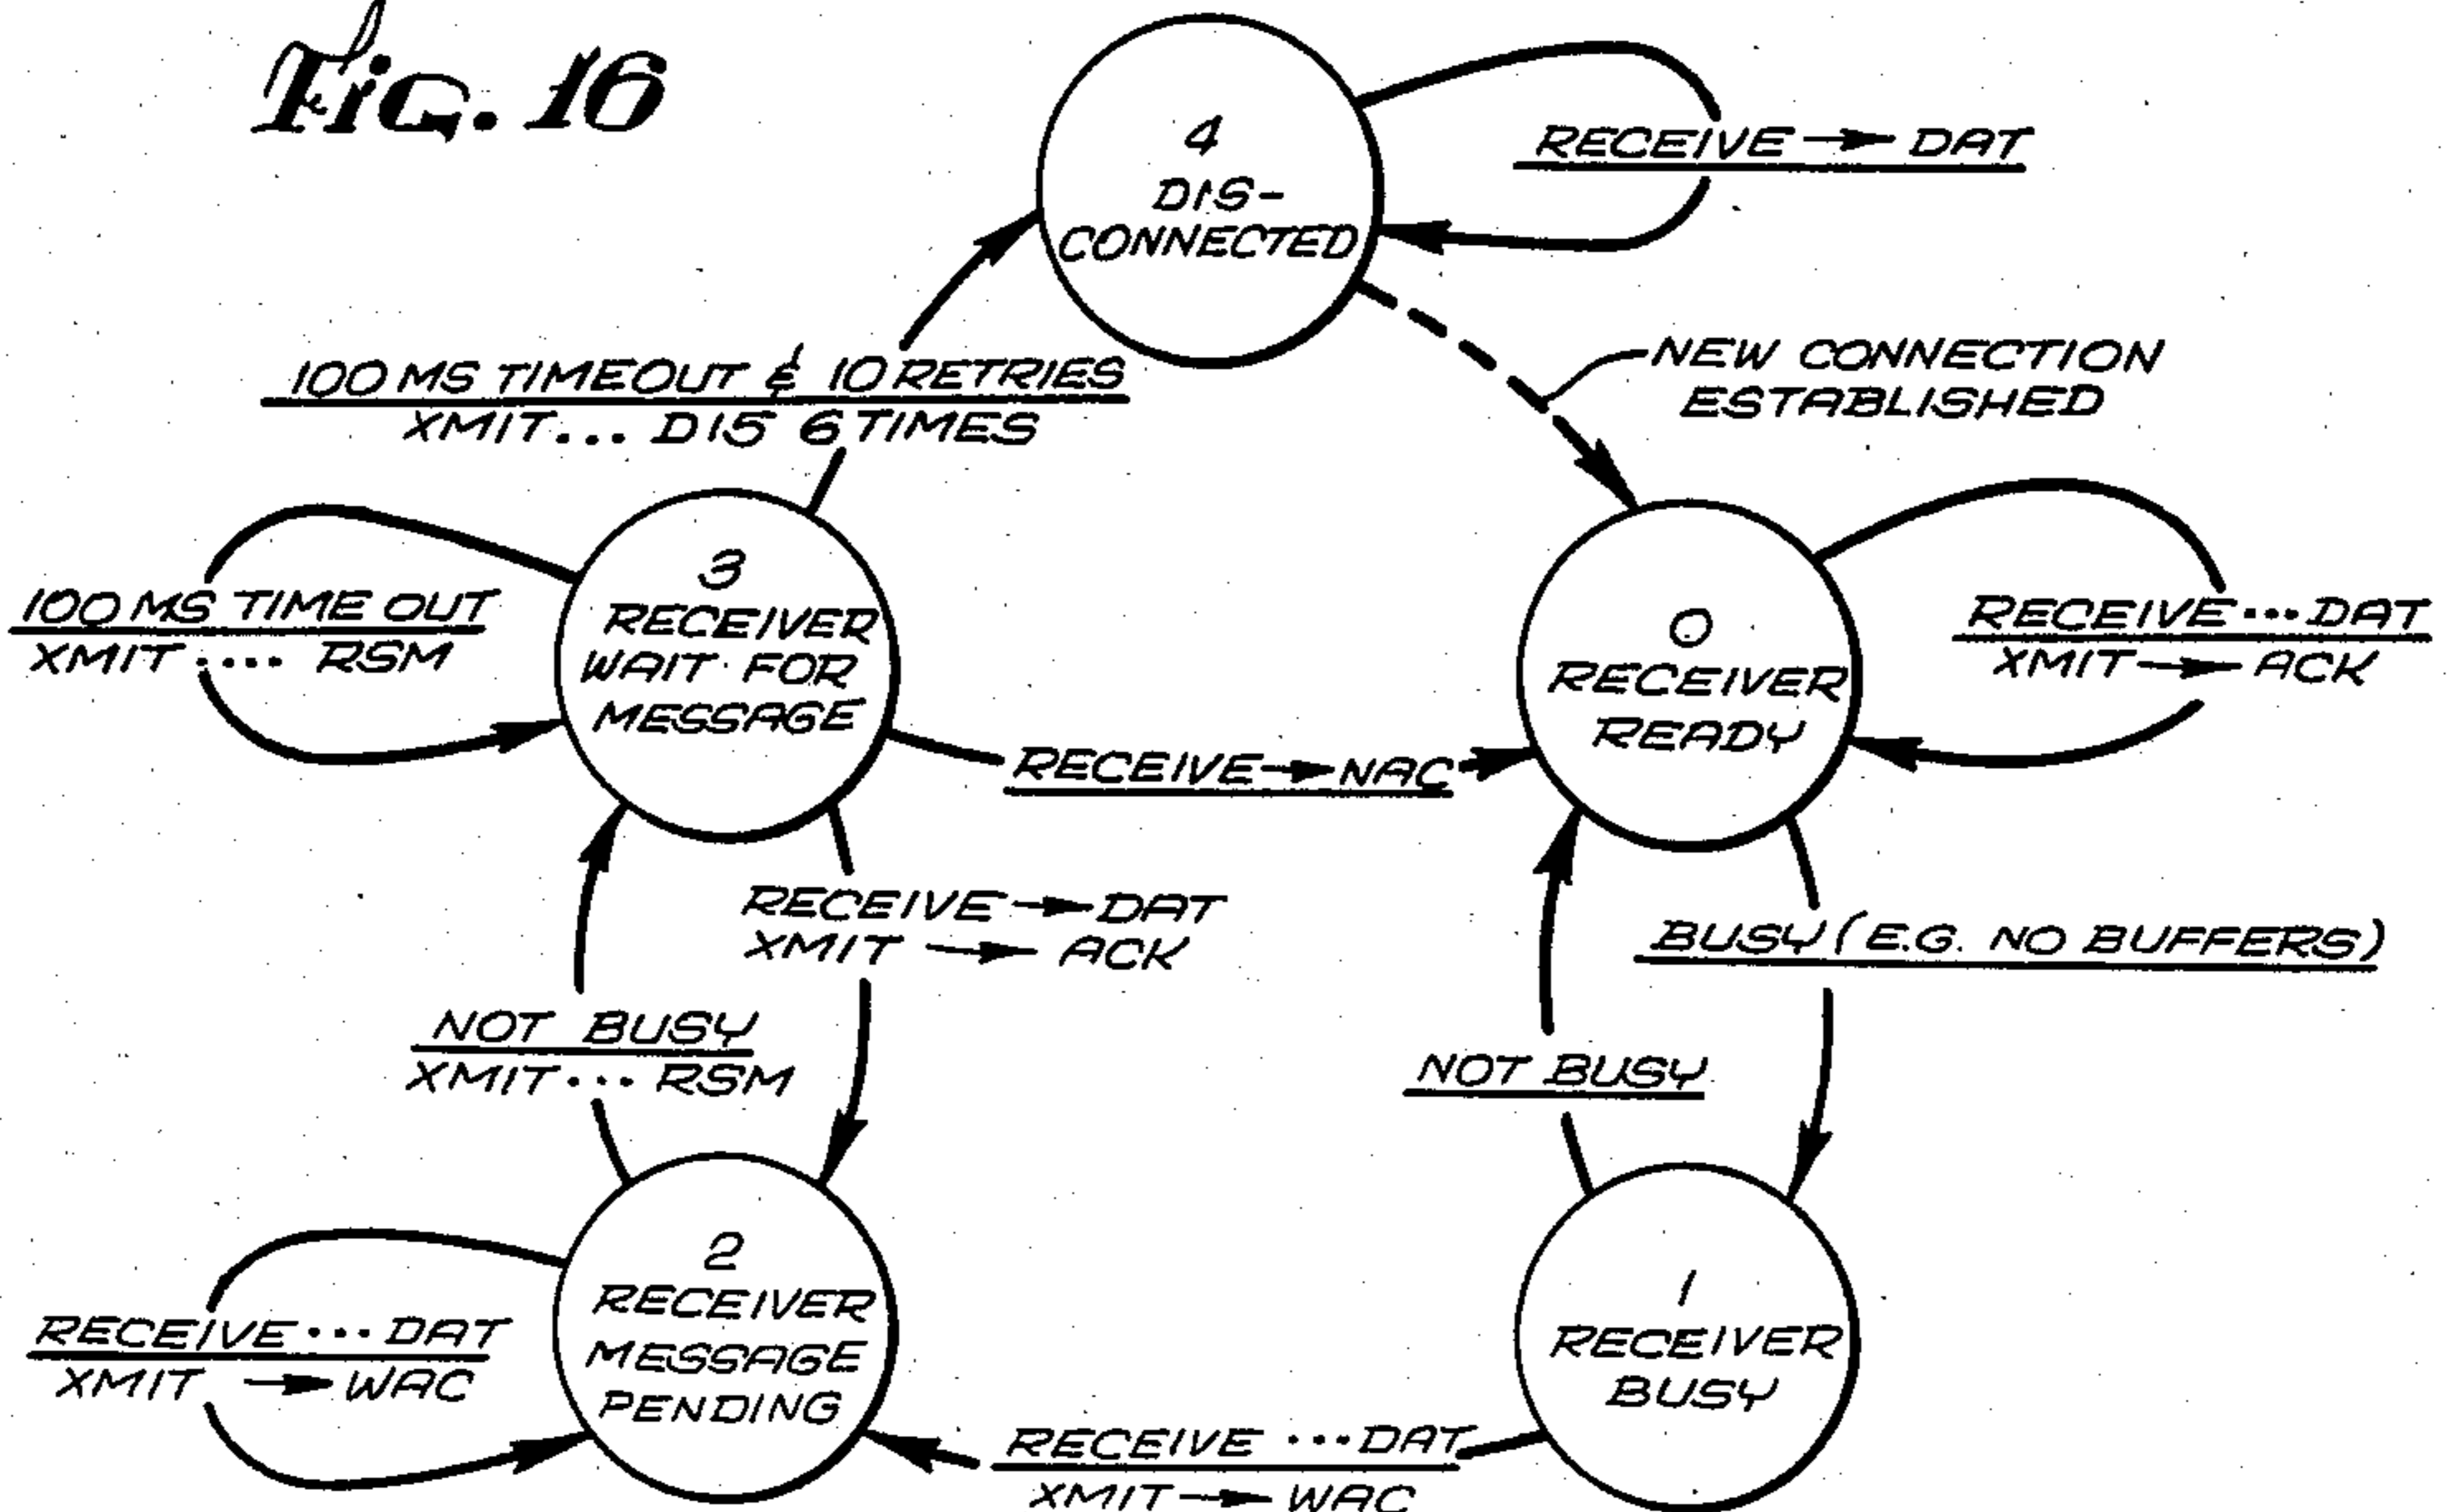 FIG. 16
4
DIS-
CONNECTED
RECEIVE → DAT
NEW CONNECTION
ESTABLISHED
100 MS TIMEOUT & 10 RETRIES
XMIT... DIS 6 TIMES
3
RECEIVER
WAIT FOR
MESSAGE
100 MS TIME OUT
XMIT .... RSM
0
RECEIVER
READY
RECEIVE ... DAT
XMIT → ACK
RECEIVE → NAC
RECEIVE → DAT
XMIT → ACK
BUSY (E.G. NO BUFFERS)
NOT BUSY
XMIT ... RSM
NOT BUSY
2
RECEIVER
MESSAGE
PENDING
RECEIVE ... DAT
XMIT → WAC
1
RECEIVER
BUSY
RECEIVE ... DAT
XMIT → WAC